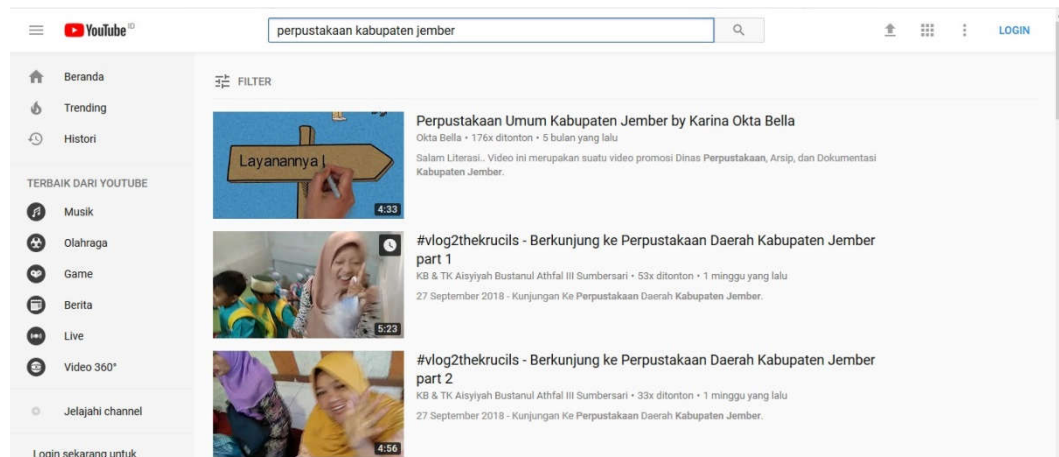 YouTube ID
perpustakaan kabupaten jember
LOGIN
Beranda
Trending
Histori
TERBAIK DARI YOUTUBE
Musik
Olahraga
Game
Berita
Live
Video 360°
Jelajahi channel
Login sekarang untuk
FILTER
Layanannya
4:33
Perpustakaan Umum Kabupaten Jember by Karina Okta Bella
Okta Bella • 176x ditonton • 5 bulan yang lalu
Salam Literasi.. Video ini merupakan suatu video promosi Dinas Perpustakaan, Arsip, dan Dokumentasi
Kabupaten Jember.
5:23
#vlog2thekrucils - Berkunjung ke Perpustakaan Daerah Kabupaten Jember
part 1
KB & TK Aisyiyah Bustanul Athfal III Sumbersari • 53x ditonton • 1 minggu yang lalu
27 September 2018 - Kunjungan Ke Perpustakaan Daerah Kabupaten Jember.
4:56
#vlog2thekrucils - Berkunjung ke Perpustakaan Daerah Kabupaten Jember
part 2
KB & TK Aisyiyah Bustanul Athfal III Sumbersari • 33x ditonton • 1 minggu yang lalu
27 September 2018 - Kunjungan Ke Perpustakaan Daerah Kabupaten Jember.